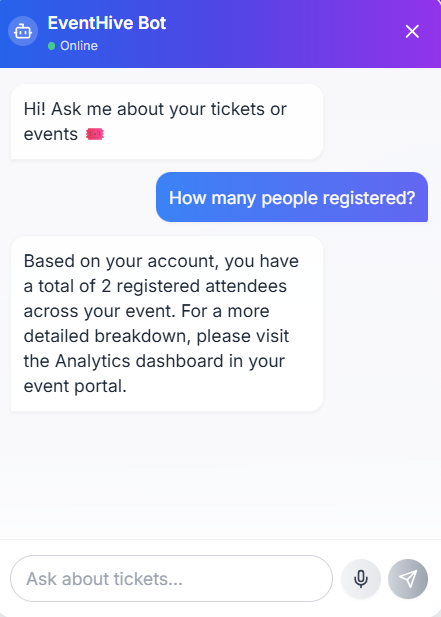 EventHive Bot
Online
Hi! Ask me about your tickets or
events 🎟️
How many people registered?
Based on your account, you have
a total of 2 registered attendees
across your event. For a more
detailed breakdown, please visit
the Analytics dashboard in your
event portal.
Ask about tickets...